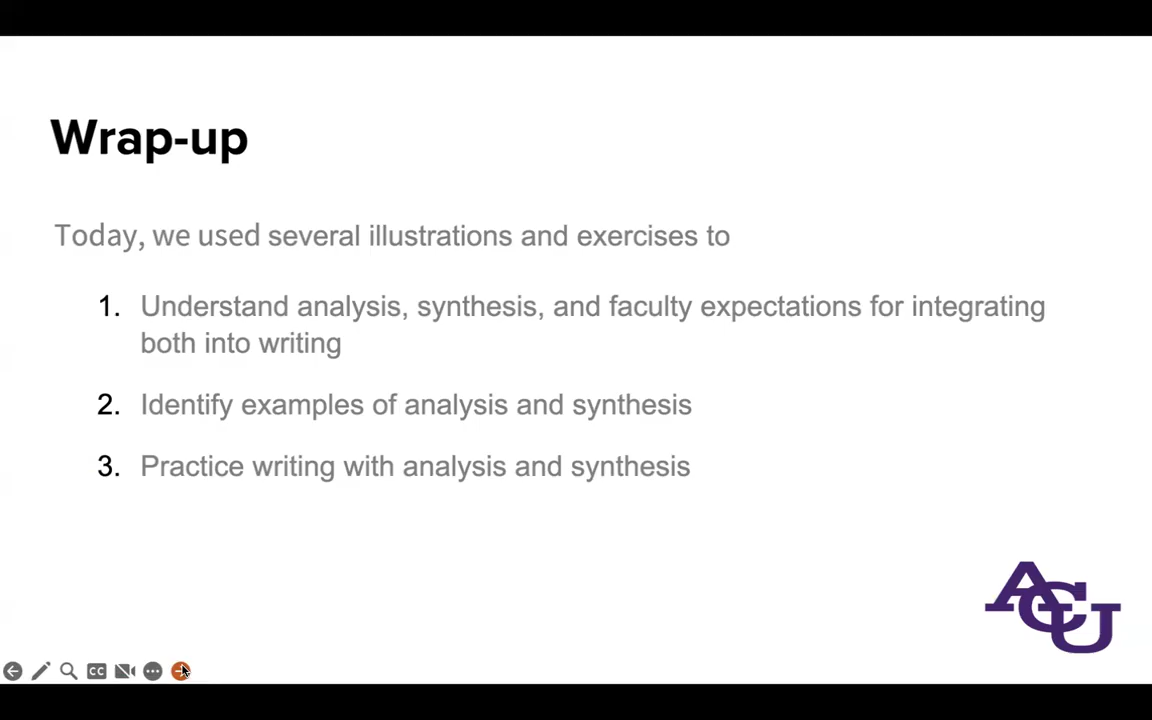 Wrap-up
Today, we used several illustrations and exercises to
1. Understand analysis, synthesis, and faculty expectations for integrating
both into writing
2. Identify examples of analysis and synthesis
3. Practice writing with analysis and synthesis
ACU
CC